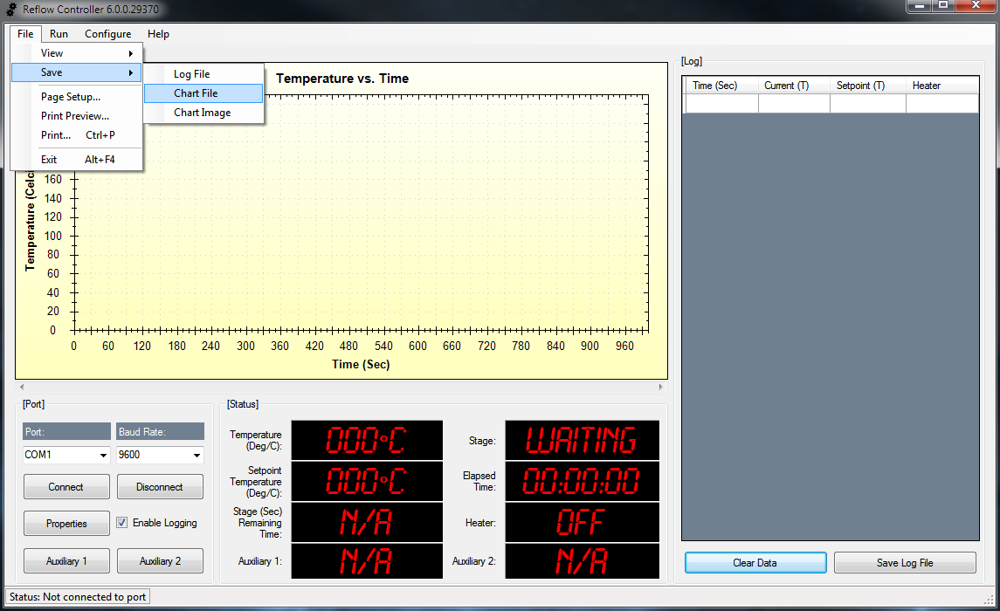 Reflow Controller 6.0.0.29370
File Run Configure Help
View
Save
Page Setup...
Print Preview...
Print... Ctrl+P
Exit Alt+F4
Log File
Chart File
Chart Image
Temperature vs. Time
Temperature (Celci
160
140
120
100
80
60
40
20
0
0 60 120 180 240 300 360 420 480 540 600 660 720 780 840 900 960
Time (Sec)
[Log]
Time (Sec) Current (T) Setpoint (T) Heater
[Port]
Port: Baud Rate:
COM1 9600
Connect Disconnect
Properties Enable Logging
Auxiliary 1 Auxiliary 2
[Status]
Temperature
(Deg/C):
000°C
Stage:
WAITING
Setpoint
Temperature
(Deg/C):
000°C
Elapsed
Time:
00:00:00
Stage (Sec)
Remaining
Time:
N/A
Heater:
OFF
Auxiliary 1:
N/A
Auxiliary 2:
N/A
Clear Data Save Log File
Status: Not connected to port